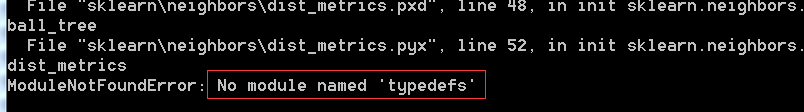 File "sklearn\neighbors\dist_metrics.pxd", line 48, in init sklearn.neighbors.
ball_tree
File "sklearn\neighbors\dist_metrics.pyx", line 52, in init sklearn.neighbors.
dist_metrics
ModuleNotFoundError: No module named 'typedefs'